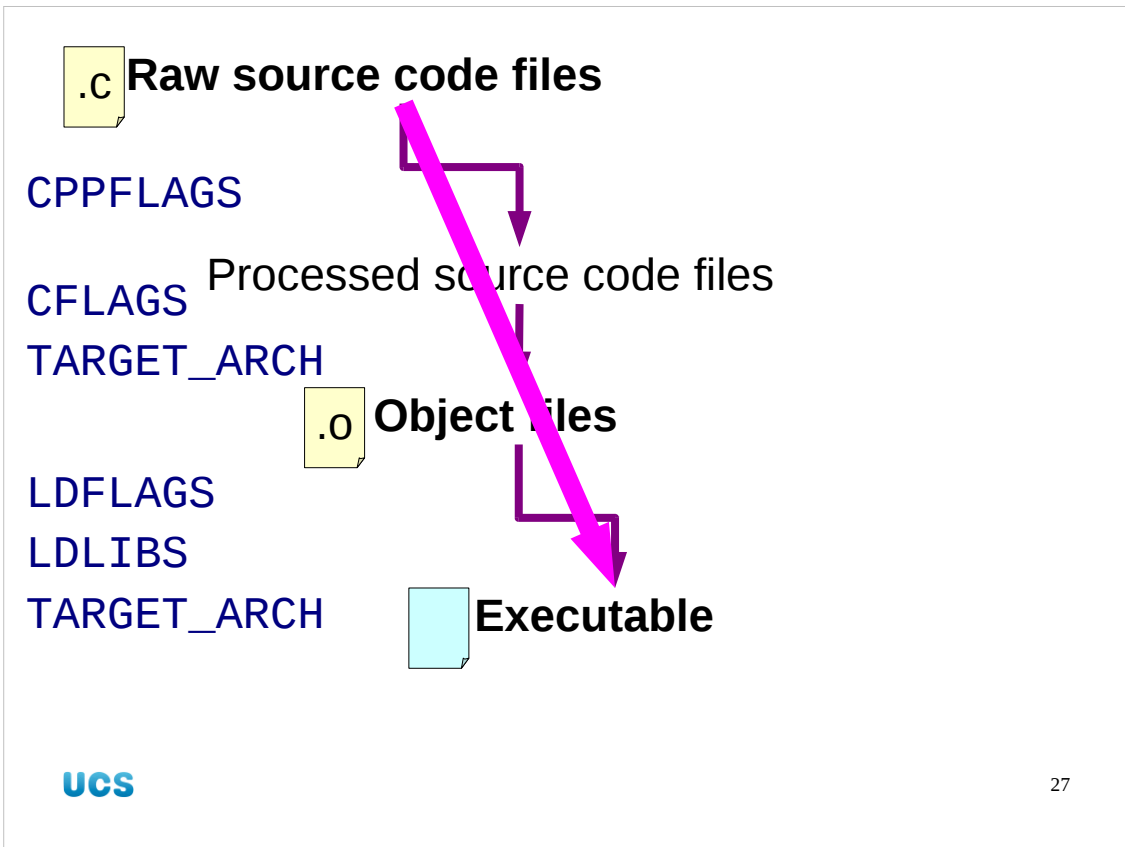 .c Raw source code files
CPPFLAGS
Processed source code files
CFLAGS
TARGET_ARCH
.o Object files
LDFLAGS
LDLIBS
TARGET_ARCH
Executable
UCS
27